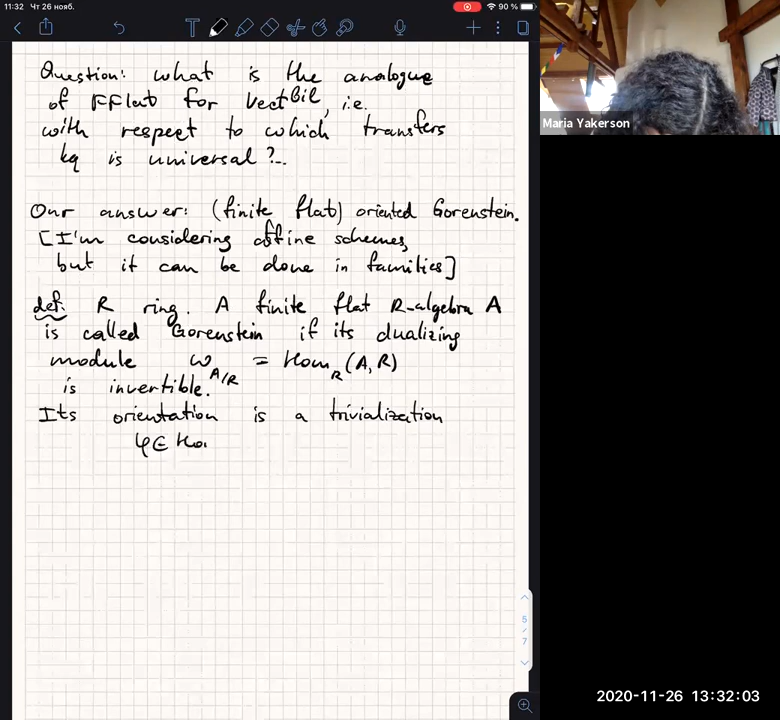 11:32 Чт 26 нояб.
90 %
Question: what is the analogue
of FFlat for Vect^bil, i.e.
with respect to which transfers
kq is universal?..
Our answer: (finite flat) oriented Gorenstein.
[I'm considering affine schemes,
but it can be done in families]
def: R ring. A finite flat R-algebra A
is called Gorenstein if its dualizing
module ω_{A/R} = Hom_R(A,R)
is invertible.
Its orientation is a trivialization
φ ∈ Ho
5
/
7
Maria Yakerson
2020-11-26 13:32:03